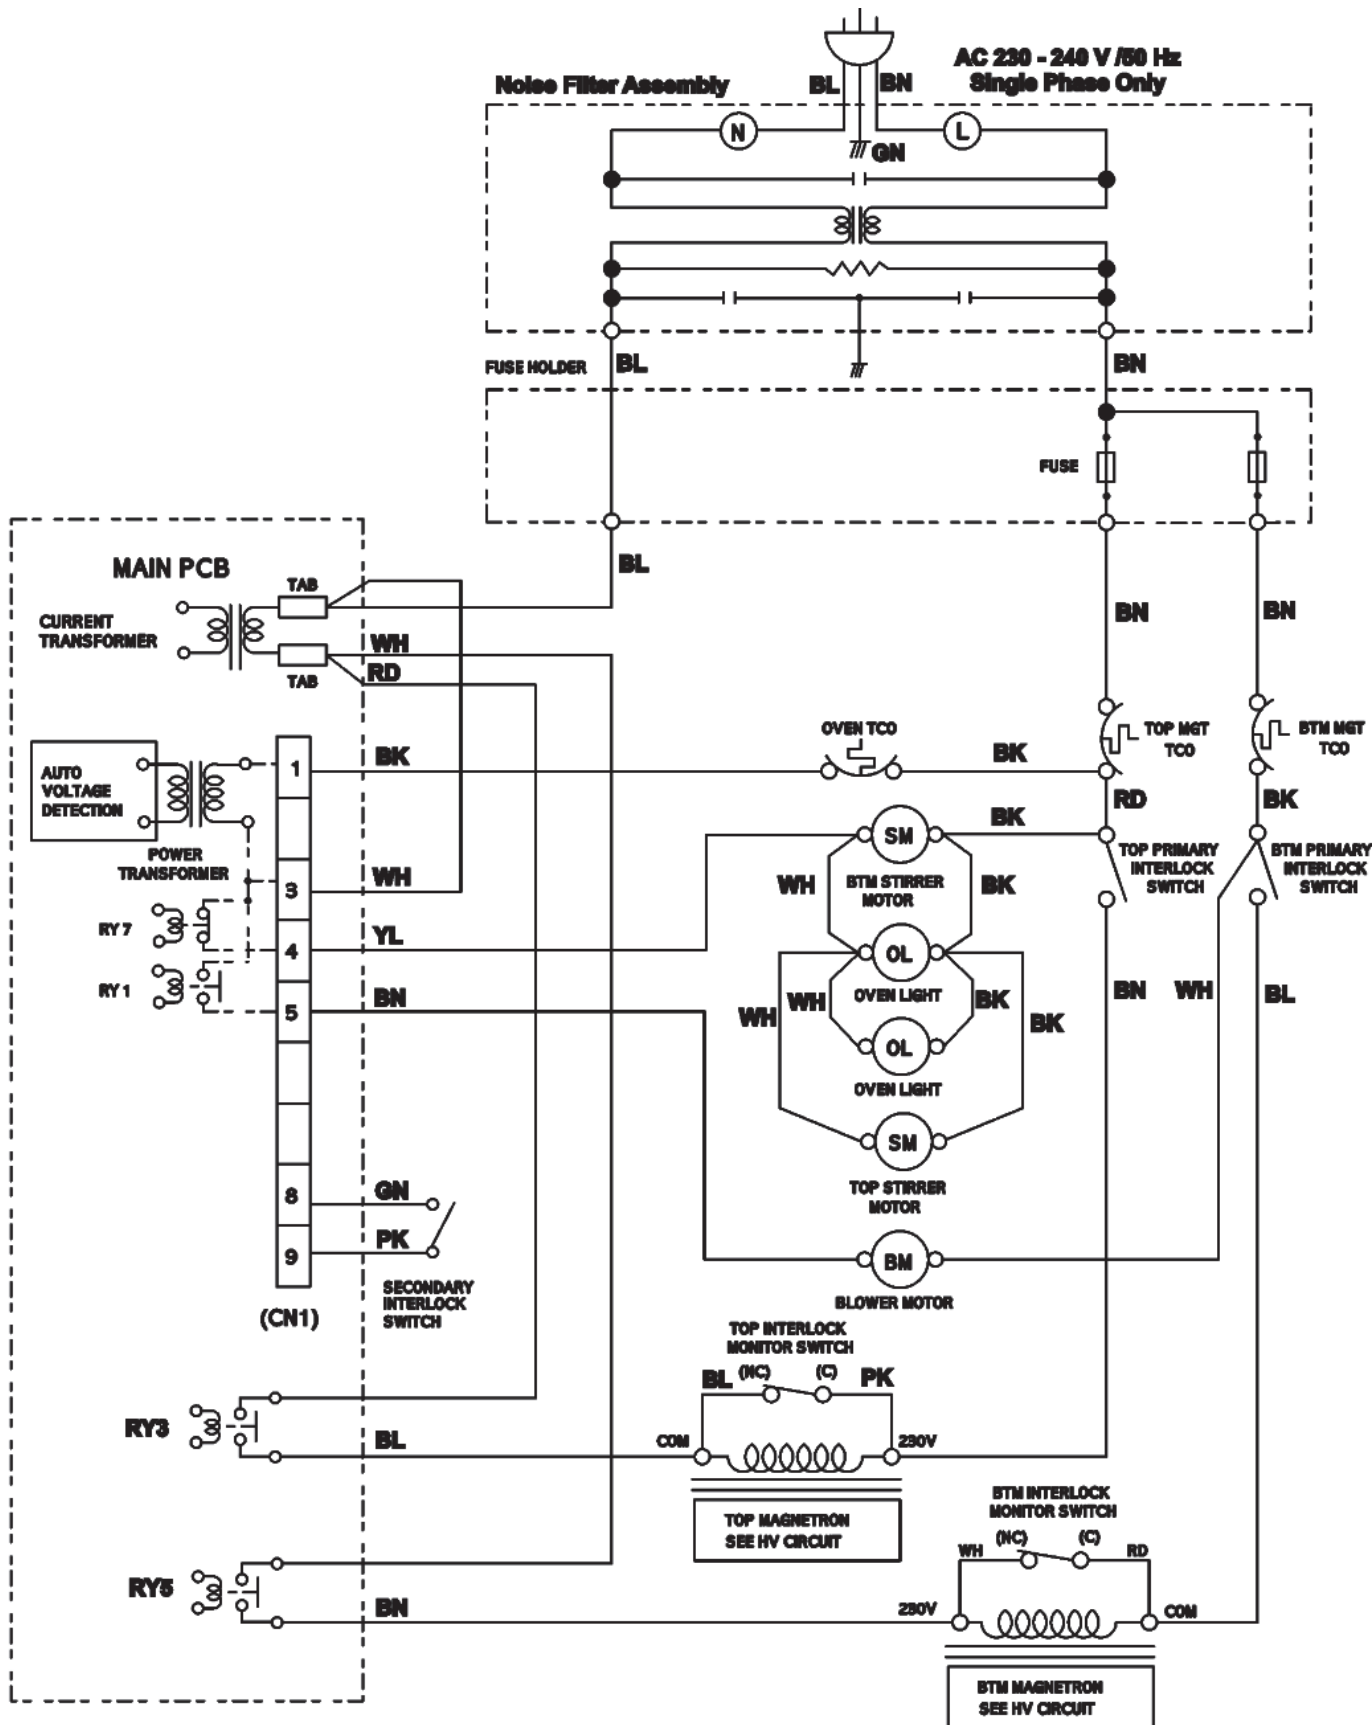 AC 230 - 240 V /50 Hz
Single Phase Only
Noise Filter Assembly
BL
BN
N
L
GN
FUSE HOLDER
BL
BN
FUSE
BL
MAIN PCB
TAB
CURRENT
TRANSFORMER
WH
RD
TAB
BN
BN
OVEN TCO
TOP MGT
TCO
BTM MGT
TCO
AUTO
VOLTAGE
DETECTION
1
BK
BK
RD
BK
POWER
TRANSFORMER
SM
BK
TOP PRIMARY
INTERLOCK
SWITCH
BTM PRIMARY
INTERLOCK
SWITCH
3
WH
WH
BTM STIRRER
MOTOR
BK
RY 7
4
YL
OL
RY 1
5
BN
OVEN LIGHT
WH
WH
BK
BK
BN
WH
BL
OL
OVEN LIGHT
SM
TOP STIRRER
MOTOR
8
GN
9
PK
BM
BLOWER MOTOR
SECONDARY
INTERLOCK
SWITCH
(CN1)
TOP INTERLOCK
MONITOR SWITCH
BL
(NC)
(C)
PK
RY3
BL
COM
230V
TOP MAGNETRON
SEE HV CIRCUIT
BTM INTERLOCK
MONITOR SWITCH
WH
(NC)
(C)
RD
RY5
BN
230V
COM
BTM MAGNETRON
SEE HV CIRCUIT